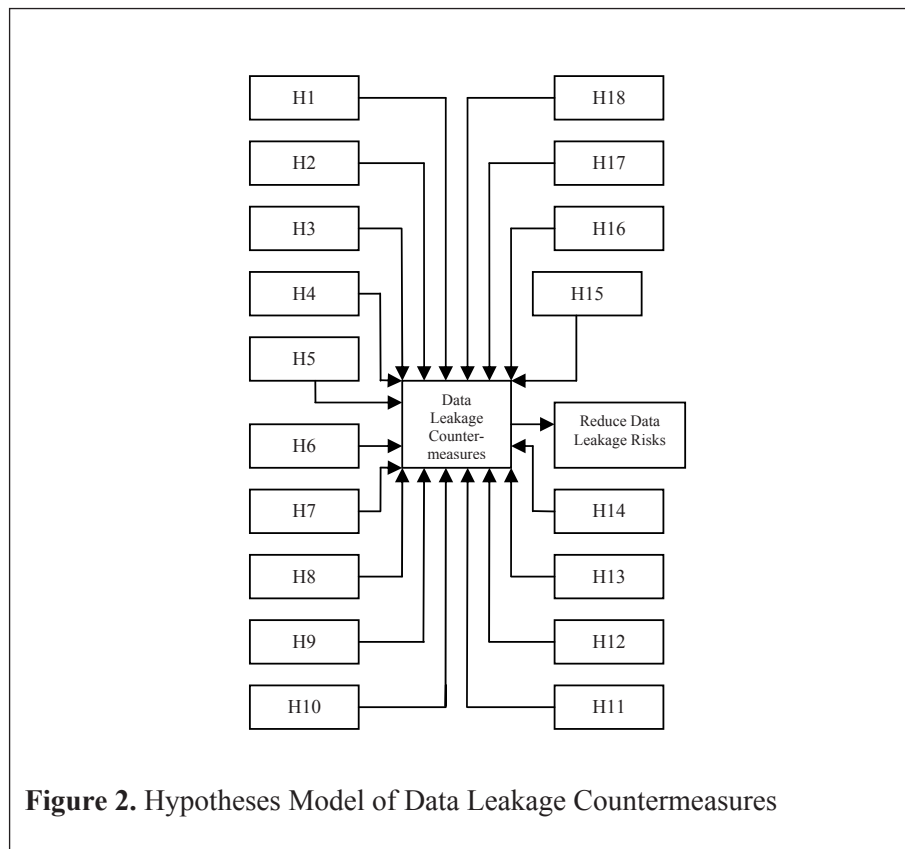 H1
H18
H2
H17
H3
H16
H4
H15
H5
Data
Leakage
Counter-
measures
Reduce Data
Leakage Risks
H6
H7
H14
H8
H13
H9
H12
H10
H11
Figure 2. Hypotheses Model of Data Leakage Countermeasures